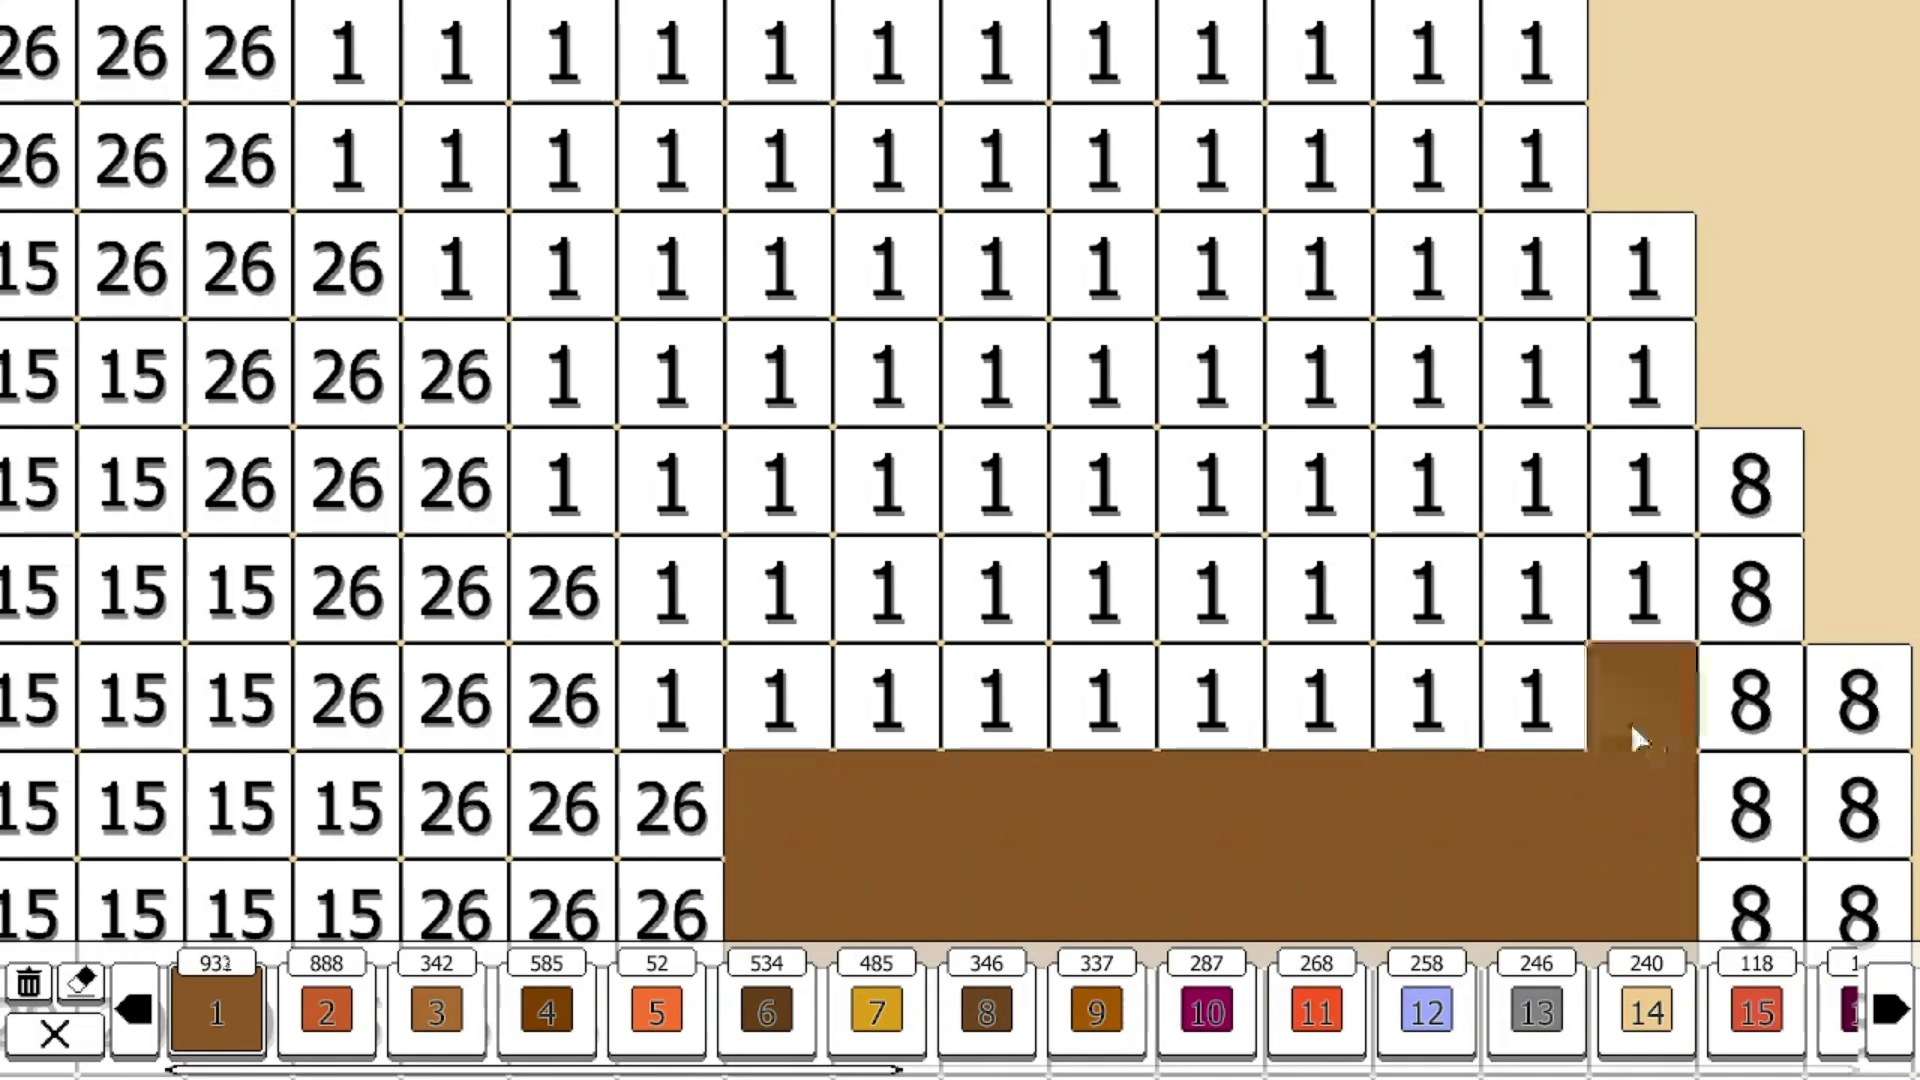 26 26 26 1 1 1 1 1 1 1 1 1 1 1 1
26 26 26 1 1 1 1 1 1 1 1 1 1 1 1
15 26 26 26 1 1 1 1 1 1 1 1 1 1 1 1
15 15 26 26 26 1 1 1 1 1 1 1 1 1 1 1
15 15 26 26 26 1 1 1 1 1 1 1 1 1 1 1 8
15 15 15 26 26 26 1 1 1 1 1 1 1 1 1 1 8
15 15 15 26 26 26 1 1 1 1 1 1 1 1 1 8 8
15 15 15 15 26 26 26 8 8
15 15 15 15 26 26 26 8 8
888 342 585 52 534 485 346 337 287 268 258 246 240 118
1 2 3 4 5 6 7 8 9 10 11 12 13 14 15